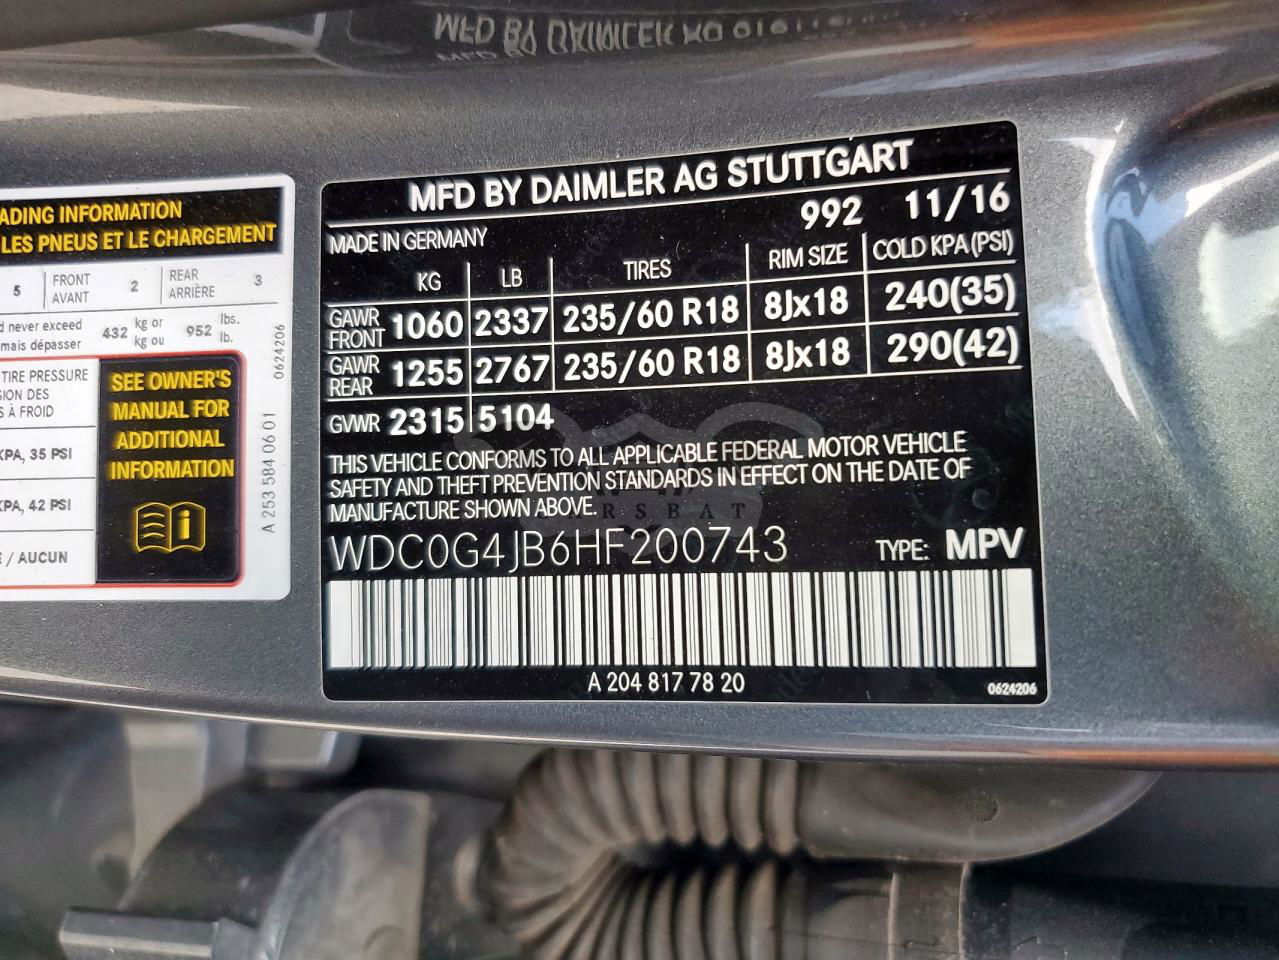 MFD BY DAIMLER AG STUTTGART
992 11/16
MADE IN GERMANY
KG LB TIRES RIM SIZE COLD KPA (PSI)
GAWR FRONT 1060 2337 235/60 R18 8Jx18 240(35)
GAWR REAR 1255 2767 235/60 R18 8Jx18 290(42)
GVWR 2315 5104
THIS VEHICLE CONFORMS TO ALL APPLICABLE FEDERAL MOTOR VEHICLE
SAFETY AND THEFT PREVENTION STANDARDS IN EFFECT ON THE DATE OF
MANUFACTURE SHOWN ABOVE.
WDC0G4JB6HF200743 TYPE: MPV
A 204 817 78 20
0624206
ADING INFORMATION
LES PNEUS ET LE CHARGEMENT
5 FRONT AVANT 2 REAR ARRIÈRE 3
d never exceed 432 kg or 952 lbs.
mais dépasser kg ou lb.
TIRE PRESSURE
SION DES
S À FROID
KPA, 35 PSI
KPA, 42 PSI
E / AUCUN
SEE OWNER'S
MANUAL FOR
ADDITIONAL
INFORMATION
A 253 584 06 01
0624206
MFD BY DAIMLER AG
ARSBAT